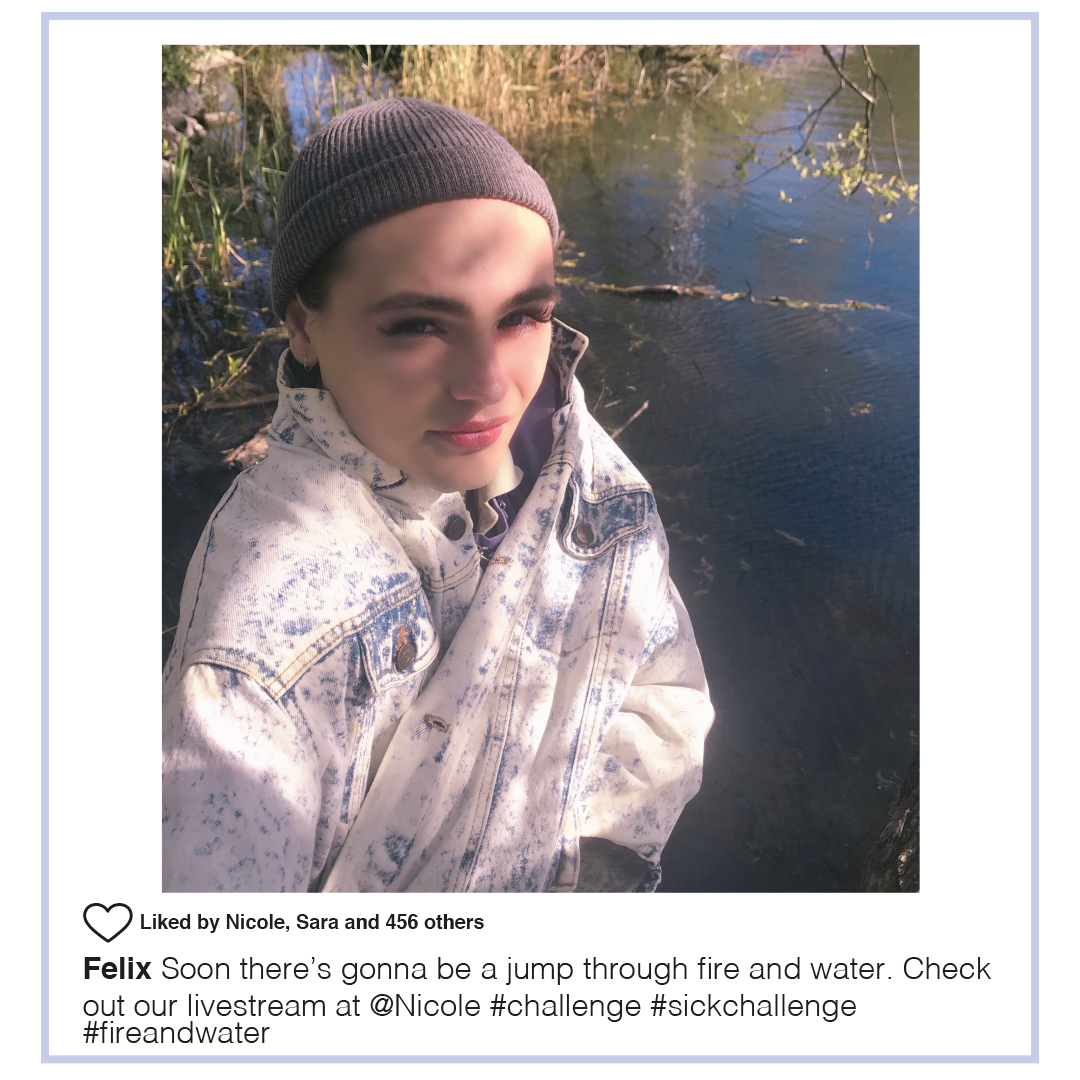 Liked by Nicole, Sara and 456 others
Felix Soon there’s gonna be a jump through fire and water. Check
out our livestream at @Nicole #challenge #sickchallenge
#fireandwater